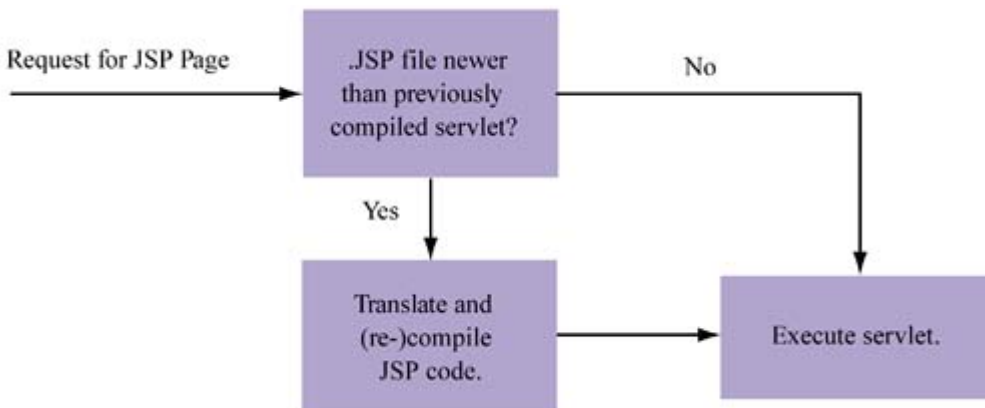 Request for JSP Page
.JSP file newer
than previously
compiled servlet?
No
Yes
Translate and
(re-)compile
JSP code.
Execute servlet.